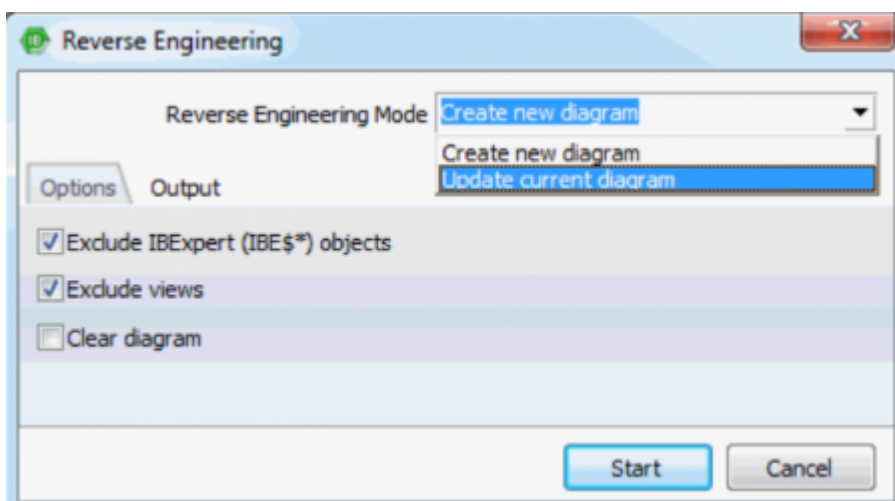 Reverse Engineering
Reverse Engineering Mode Create new diagram
Create new diagram
Update current diagram
Options Output
Exclude IBExpert (IBE$*) objects
Exclude views
Clear diagram
Start Cancel